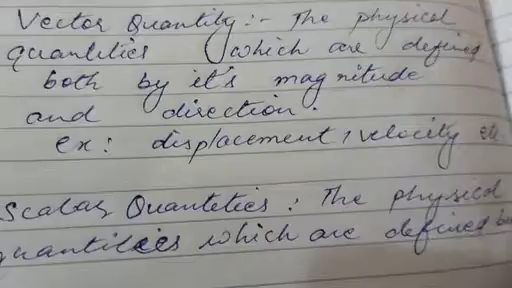 Vector Quantity:- The physical
quantities which are defined
both by it's magnitude
and direction.
ex: displacement, velocity etc
Scalar Quanteties: The physical
quantities which are defined